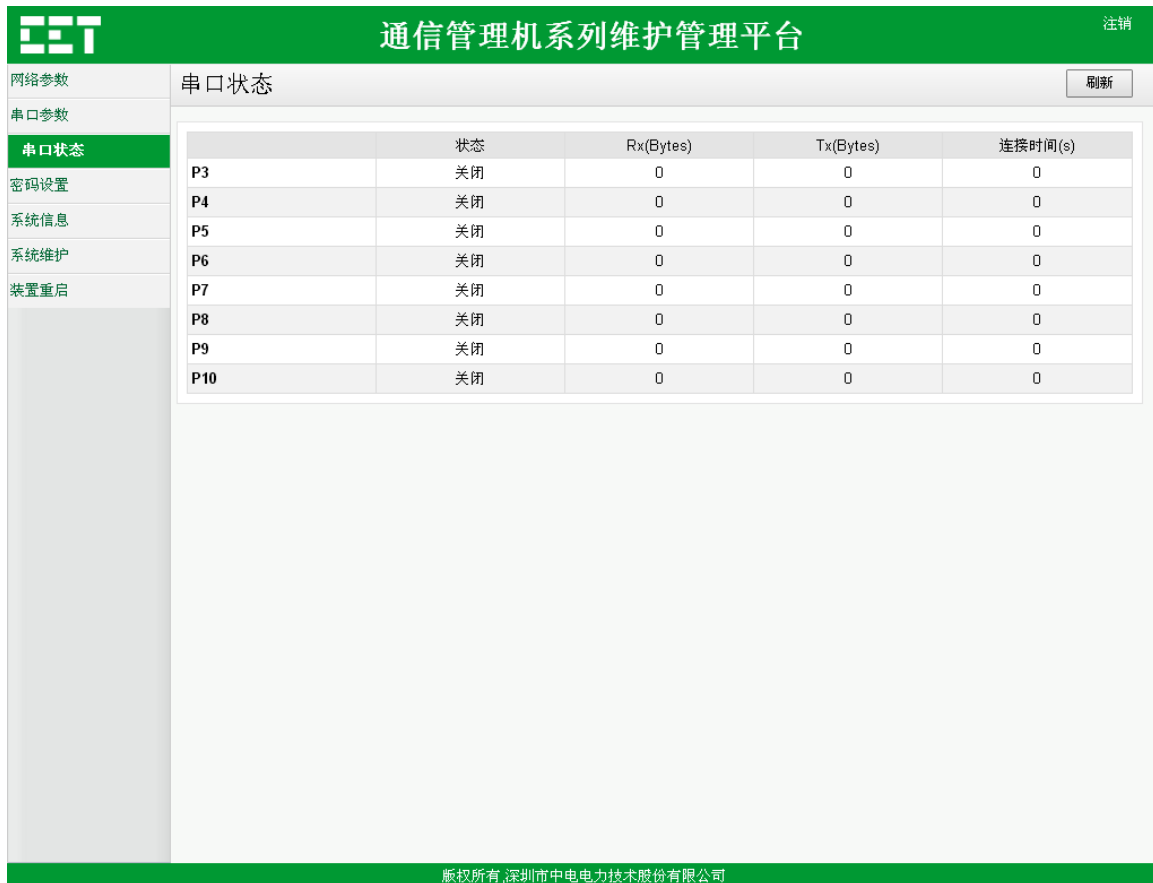 CET
通信管理机系列维护管理平台
注销
网络参数
串口参数
串口状态
密码设置
系统信息
系统维护
装置重启
串口状态
刷新
状态 Rx(Bytes) Tx(Bytes) 连接时间(s)
P3 关闭 0 0 0
P4 关闭 0 0 0
P5 关闭 0 0 0
P6 关闭 0 0 0
P7 关闭 0 0 0
P8 关闭 0 0 0
P9 关闭 0 0 0
P10 关闭 0 0 0
版权所有,深圳市中电电力技术股份有限公司